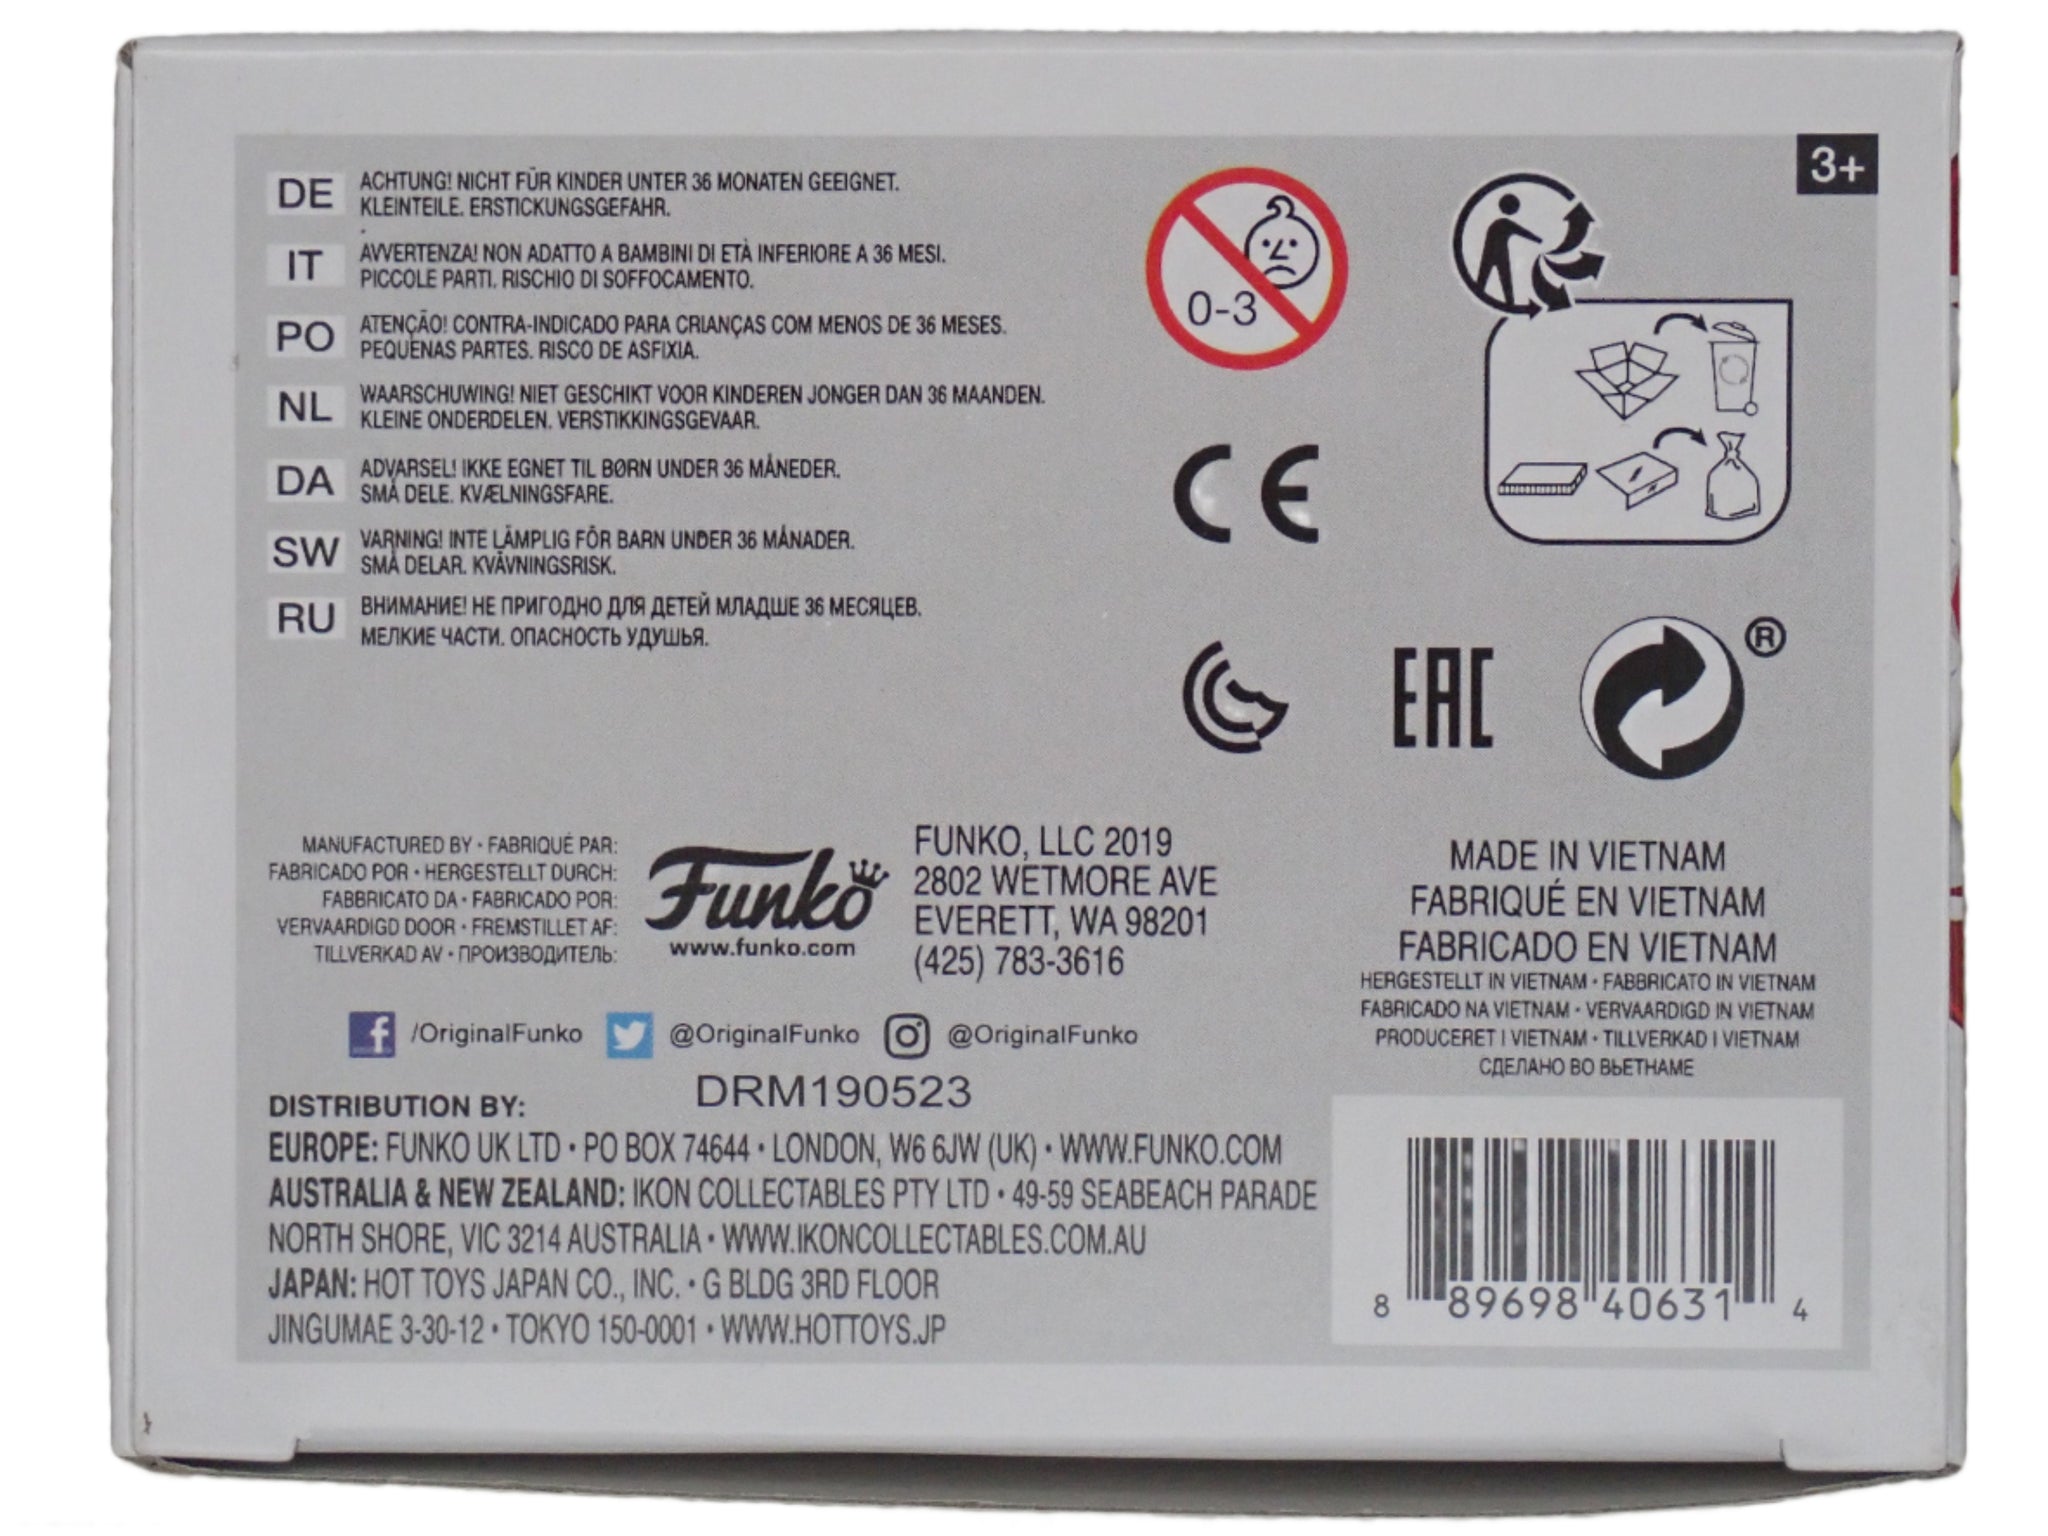 3+
DE ACHTUNG! NICHT FÜR KINDER UNTER 36 MONATEN GEEIGNET.
KLEINTEILE. ERSTICKUNGSGEFAHR.
IT AVVERTENZA! NON ADATTO A BAMBINI DI ETÀ INFERIORE A 36 MESI.
PICCOLE PARTI. RISCHIO DI SOFFOCAMENTO.
PO ATENÇÃO! CONTRA-INDICADO PARA CRIANÇAS COM MENOS DE 36 MESES.
PEQUENAS PARTES. RISCO DE ASFIXIA.
NL WAARSCHUWING! NIET GESCHIKT VOOR KINDEREN JONGER DAN 36 MAANDEN.
KLEINE ONDERDELEN. VERSTIKKINGSGEVAAR.
DA ADVARSEL! IKKE EGNET TIL BØRN UNDER 36 MÅNEDER.
SMÅ DELE. KVÆLNINGSFARE.
SW VARNING! INTE LÄMPLIG FÖR BARN UNDER 36 MÅNADER.
SMÅ DELAR. KVÄVNINGSRISK.
RU ВНИМАНИЕ! НЕ ПРИГОДНО ДЛЯ ДЕТЕЙ МЛАДШЕ 36 МЕСЯЦЕВ.
МЕЛКИЕ ЧАСТИ. ОПАСНОСТЬ УДУШЬЯ.
0-3
CE
EAC
®
MANUFACTURED BY • FABRIQUÉ PAR:
FABRICADO POR • HERGESTELLT DURCH:
FABBRICATO DA • FABRICADO POR:
VERVAARDIGD DOOR • FREMSTILLET AF:
TILLVERKAD AV • ПРОИЗВОДИТЕЛЬ:
Funko
www.funko.com
FUNKO, LLC 2019
2802 WETMORE AVE
EVERETT, WA 98201
(425) 783-3616
MADE IN VIETNAM
FABRIQUÉ EN VIETNAM
FABRICADO EN VIETNAM
HERGESTELLT IN VIETNAM • FABBRICATO IN VIETNAM
FABRICADO NA VIETNAM • VERVAARDIGD IN VIETNAM
PRODUCERET I VIETNAM • TILLVERKAD I VIETNAM
СДЕЛАНО ВО ВЬЕТНАМЕ
/OriginalFunko @OriginalFunko @OriginalFunko
DRM190523
DISTRIBUTION BY:
EUROPE: FUNKO UK LTD • PO BOX 74644 • LONDON, W6 6JW (UK) • WWW.FUNKO.COM
AUSTRALIA & NEW ZEALAND: IKON COLLECTABLES PTY LTD • 49-59 SEABEACH PARADE
NORTH SHORE, VIC 3214 AUSTRALIA • WWW.IKONCOLLECTABLES.COM.AU
JAPAN: HOT TOYS JAPAN CO., INC. • G BLDG 3RD FLOOR
JINGUMAE 3-30-12 • TOKYO 150-0001 • WWW.HOTTOYS.JP
8 89698 40631 4